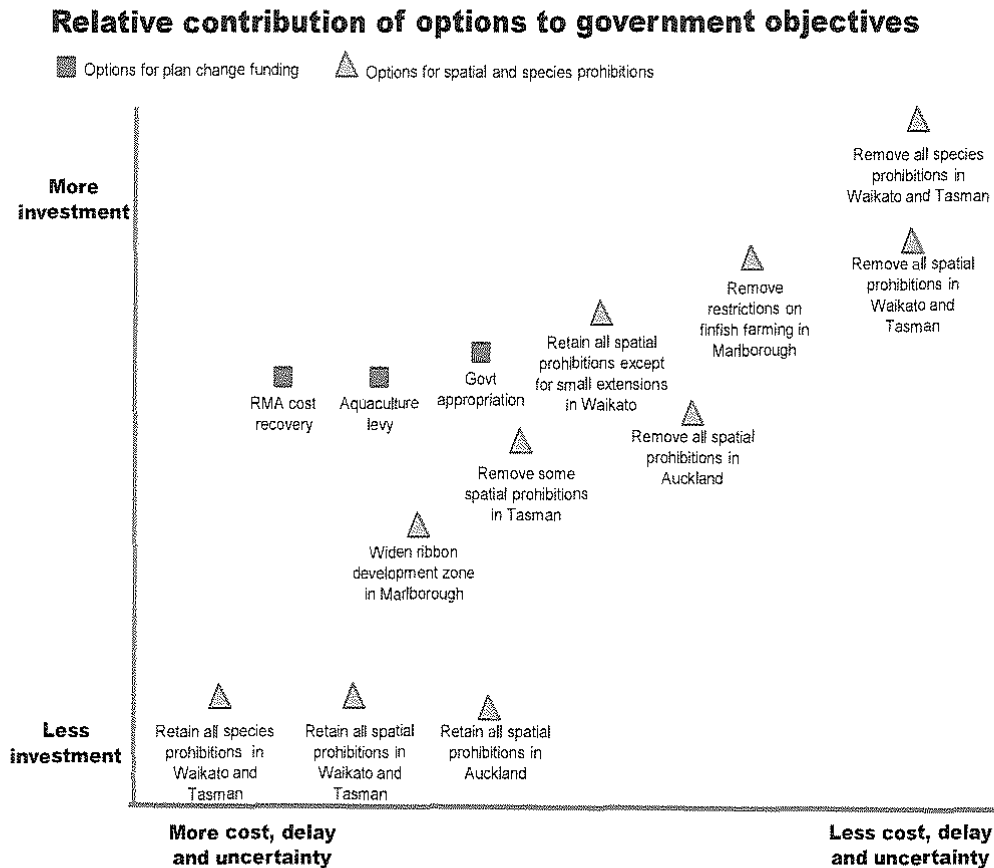 Relative contribution of options to government objectives
Options for plan change funding
Options for spatial and species prohibitions
More
investment
Remove all species
prohibitions in
Waikato and Tasman
Remove all spatial
prohibitions in
Waikato and
Tasman
Remove
restrictions on
finfish farming in
Marlborough
Retain all spatial
prohibitions except
for small extensions
in Waikato
Govt
appropriation
RMA cost
recovery
Aquaculture
levy
Remove all spatial
prohibitions in
Auckland
Remove some
spatial prohibitions
in Tasman
Widen ribbon
development zone
in Marlborough
Less
investment
Retain all species
prohibitions in
Waikato and
Tasman
Retain all spatial
prohibitions in
Waikato and
Tasman
Retain all spatial
prohibitions in
Auckland
More cost, delay
and uncertainty
Less cost, delay
and uncertainty